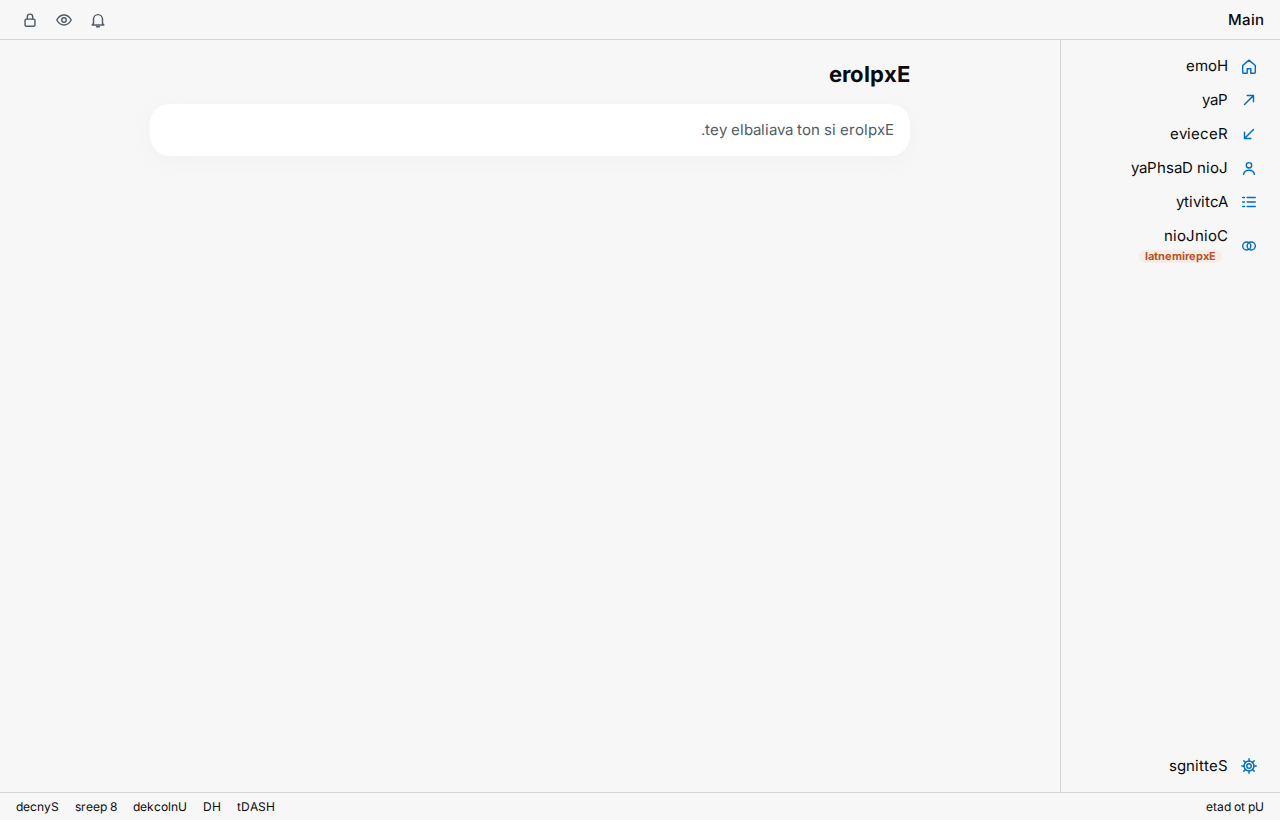 Main
emoH
yaP
evieceR
yaPhsaD nioJ
ytivitcA
nioJnioC
latnemirepxE
sgnitteS
erolpxE
.tey elbaliava ton si erolpxE
decnyS sreep 8 dekcolnU DH tDASH etad ot pU